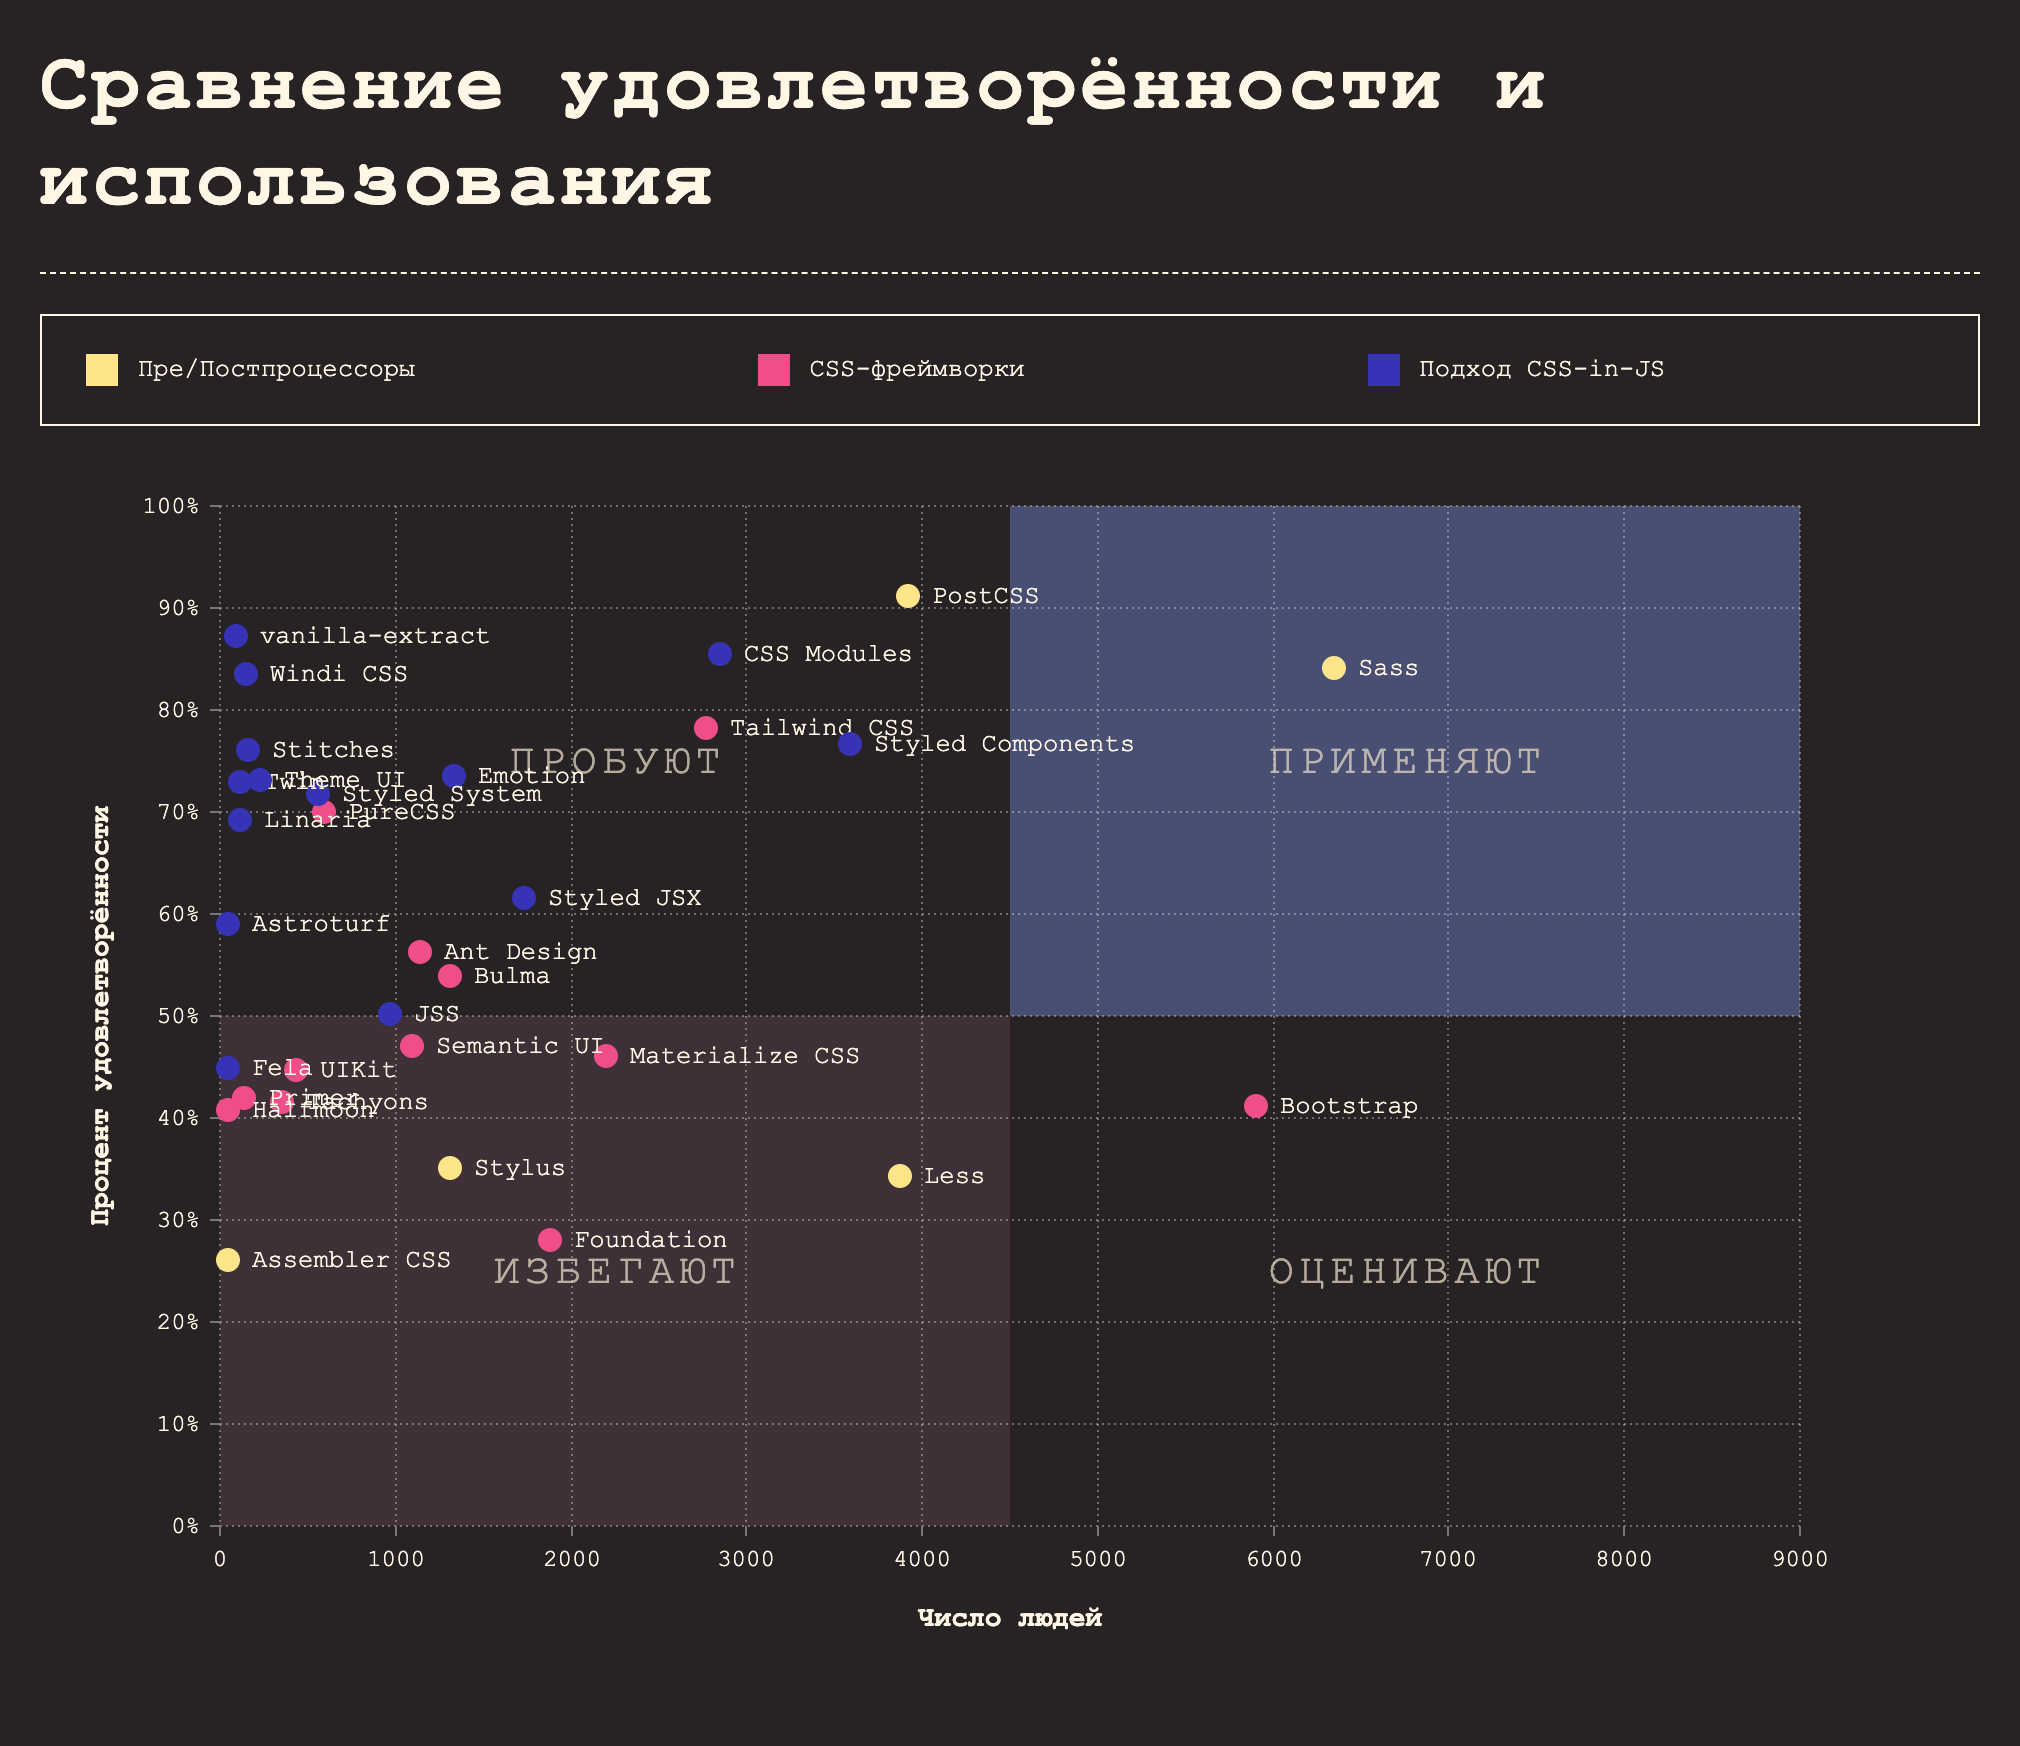 Сравнение удовлетворённости и
использования
Пре/Постпроцессоры
CSS-фреймворки
Подход CSS-in-JS
100%
90%
80%
70%
60%
50%
40%
30%
20%
10%
0%
Процент удовлетворённости
PostCSS
vanilla-extract
CSS Modules
Sass
Windi CSS
Tailwind CSS
Styled Components
Stitches
ПРОБУЮТ
ПРИМЕНЯЮТ
Twin
Theme UI
Emotion
Styled System
PureCSS
Linaria
Styled JSX
Astroturf
Ant Design
Bulma
JSS
Semantic UI
Materialize CSS
Fela
UIKit
Primer
Tachyons
Halfmoon
Bootstrap
Stylus
Less
Foundation
Assembler CSS
ИЗБЕГАЮТ
ОЦЕНИВАЮТ
0 1000 2000 3000 4000 5000 6000 7000 8000 9000
Число людей